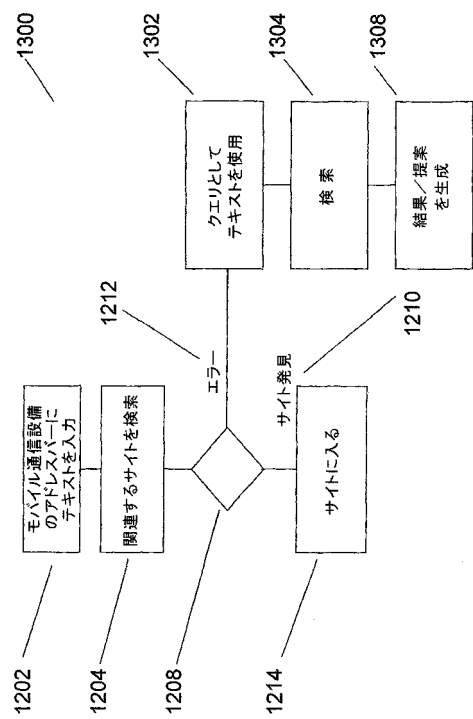 1300
1202
モバイル通信設備
のアドレスバーに
テキストを入力
1204
関連するサイトを検索
1208
1212
エラー
1302
クエリとして
テキストを使用
1304
検索
1308
結果／提案
を生成
1210
サイト発見
1214
サイトに入る